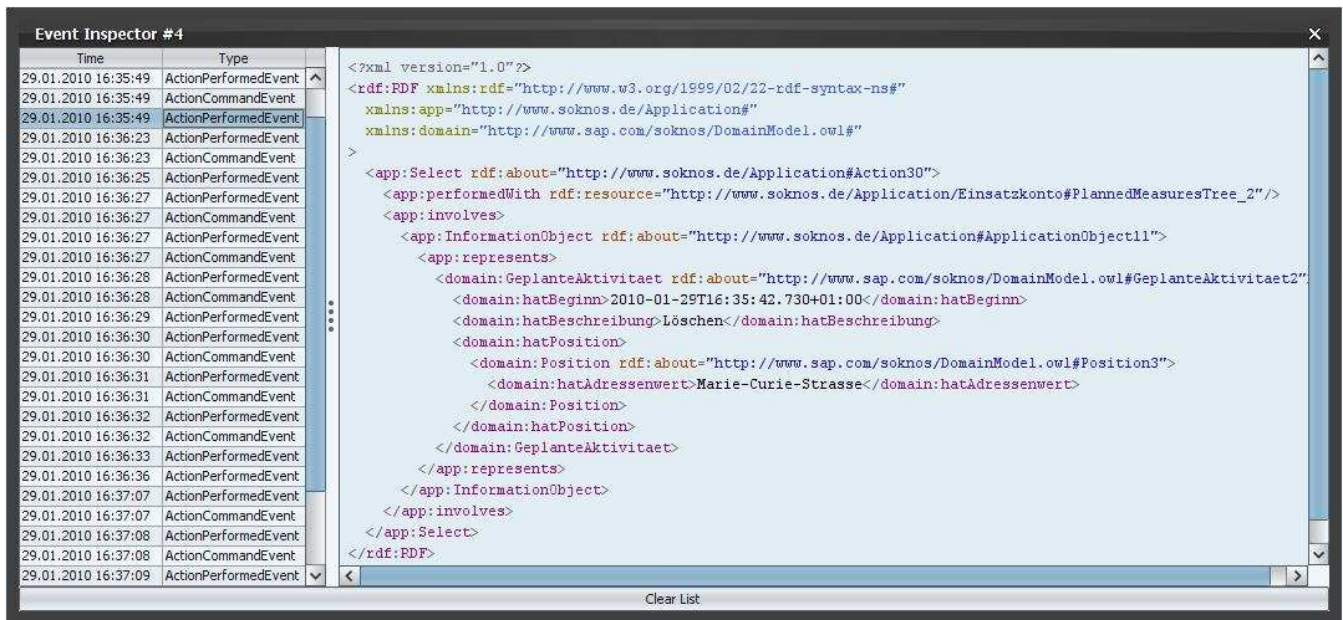 Event Inspector #4
Time Type
29.01.2010 16:35:49 ActionPerformedEvent
29.01.2010 16:35:49 ActionCommandEvent
29.01.2010 16:35:49 ActionPerformedEvent
29.01.2010 16:36:23 ActionPerformedEvent
29.01.2010 16:36:23 ActionCommandEvent
29.01.2010 16:36:25 ActionPerformedEvent
29.01.2010 16:36:27 ActionPerformedEvent
29.01.2010 16:36:27 ActionCommandEvent
29.01.2010 16:36:27 ActionPerformedEvent
29.01.2010 16:36:27 ActionCommandEvent
29.01.2010 16:36:28 ActionPerformedEvent
29.01.2010 16:36:28 ActionCommandEvent
29.01.2010 16:36:29 ActionPerformedEvent
29.01.2010 16:36:30 ActionPerformedEvent
29.01.2010 16:36:30 ActionCommandEvent
29.01.2010 16:36:31 ActionPerformedEvent
29.01.2010 16:36:31 ActionCommandEvent
29.01.2010 16:36:32 ActionPerformedEvent
29.01.2010 16:36:32 ActionCommandEvent
29.01.2010 16:36:33 ActionPerformedEvent
29.01.2010 16:36:36 ActionPerformedEvent
29.01.2010 16:37:07 ActionPerformedEvent
29.01.2010 16:37:07 ActionCommandEvent
29.01.2010 16:37:08 ActionPerformedEvent
29.01.2010 16:37:08 ActionCommandEvent
29.01.2010 16:37:09 ActionPerformedEvent
<?xml version="1.0"?>
<rdf:RDF xmlns:rdf="http://www.w3.org/1999/02/22-rdf-syntax-ns#"
xmlns:app="http://www.soknos.de/Application#"
xmlns:domain="http://www.sap.com/soknos/DomainModel.owl#"
>
<app:Select rdf:about="http://www.soknos.de/Application#Action30">
<app:performedWith rdf:resource="http://www.soknos.de/Application/Einsatzkonto#PlannedMeasuresTree_2"/>
<app:involves>
<app:InformationObject rdf:about="http://www.soknos.de/Application#ApplicationObject11">
<app:represents>
<domain:GeplanteAktivitaet rdf:about="http://www.sap.com/soknos/DomainModel.owl#GeplanteAktivitaet2"
<domain:hatBeginn>2010-01-29T16:35:42.730+01:00</domain:hatBeginn>
<domain:hatBeschreibung>Löschen</domain:hatBeschreibung>
<domain:hatPosition>
<domain:Position rdf:about="http://www.sap.com/soknos/DomainModel.owl#Position3">
<domain:hatAdressenwert>Marie-Curie-Strasse</domain:hatAdressenwert>
</domain:Position>
</domain:hatPosition>
</domain:GeplanteAktivitaet>
</app:represents>
</app:InformationObject>
</app:involves>
</app:Select>
</rdf:RDF>
Clear List